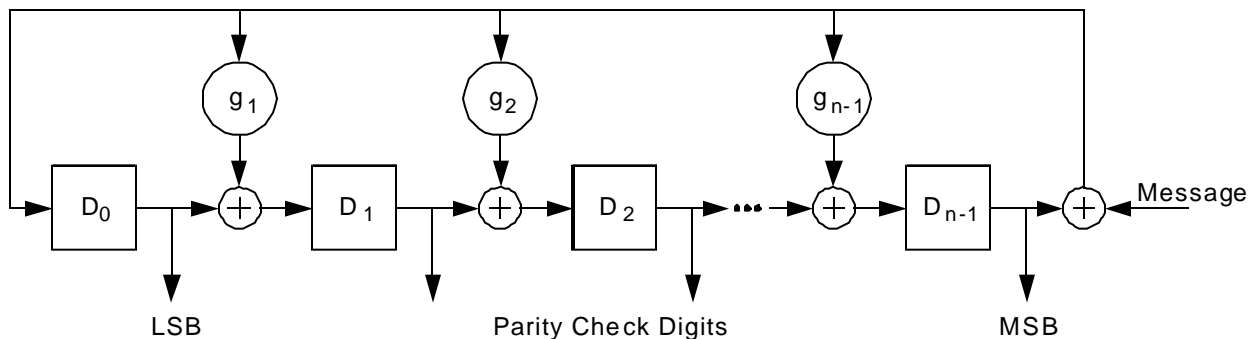 g1
g2
gn-1
D0
D1
D2
...
Dn-1
Message
LSB
Parity Check Digits
MSB